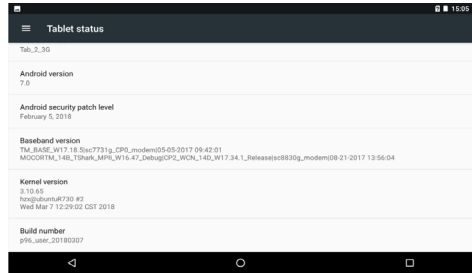 15:05
Tablet status
Tab_2_3G
Android version
7.0
Android security patch level
February 5, 2018
Baseband version
TM_BASE_W17.18.5|sc7731g_CP0_modem|05-05-2017 09:42:01
MOCORTM_14B_TShark_MPII_W16.47_Debug|CP2_WCN_14D_W17.34.1_Release|sc8830g_modem|08-21-2017 13:56:04
Kernel version
3.10.65
hzx@ubuntuR730 #2
Wed Mar 7 12:29:02 CST 2018
Build number
p96_user_20180307